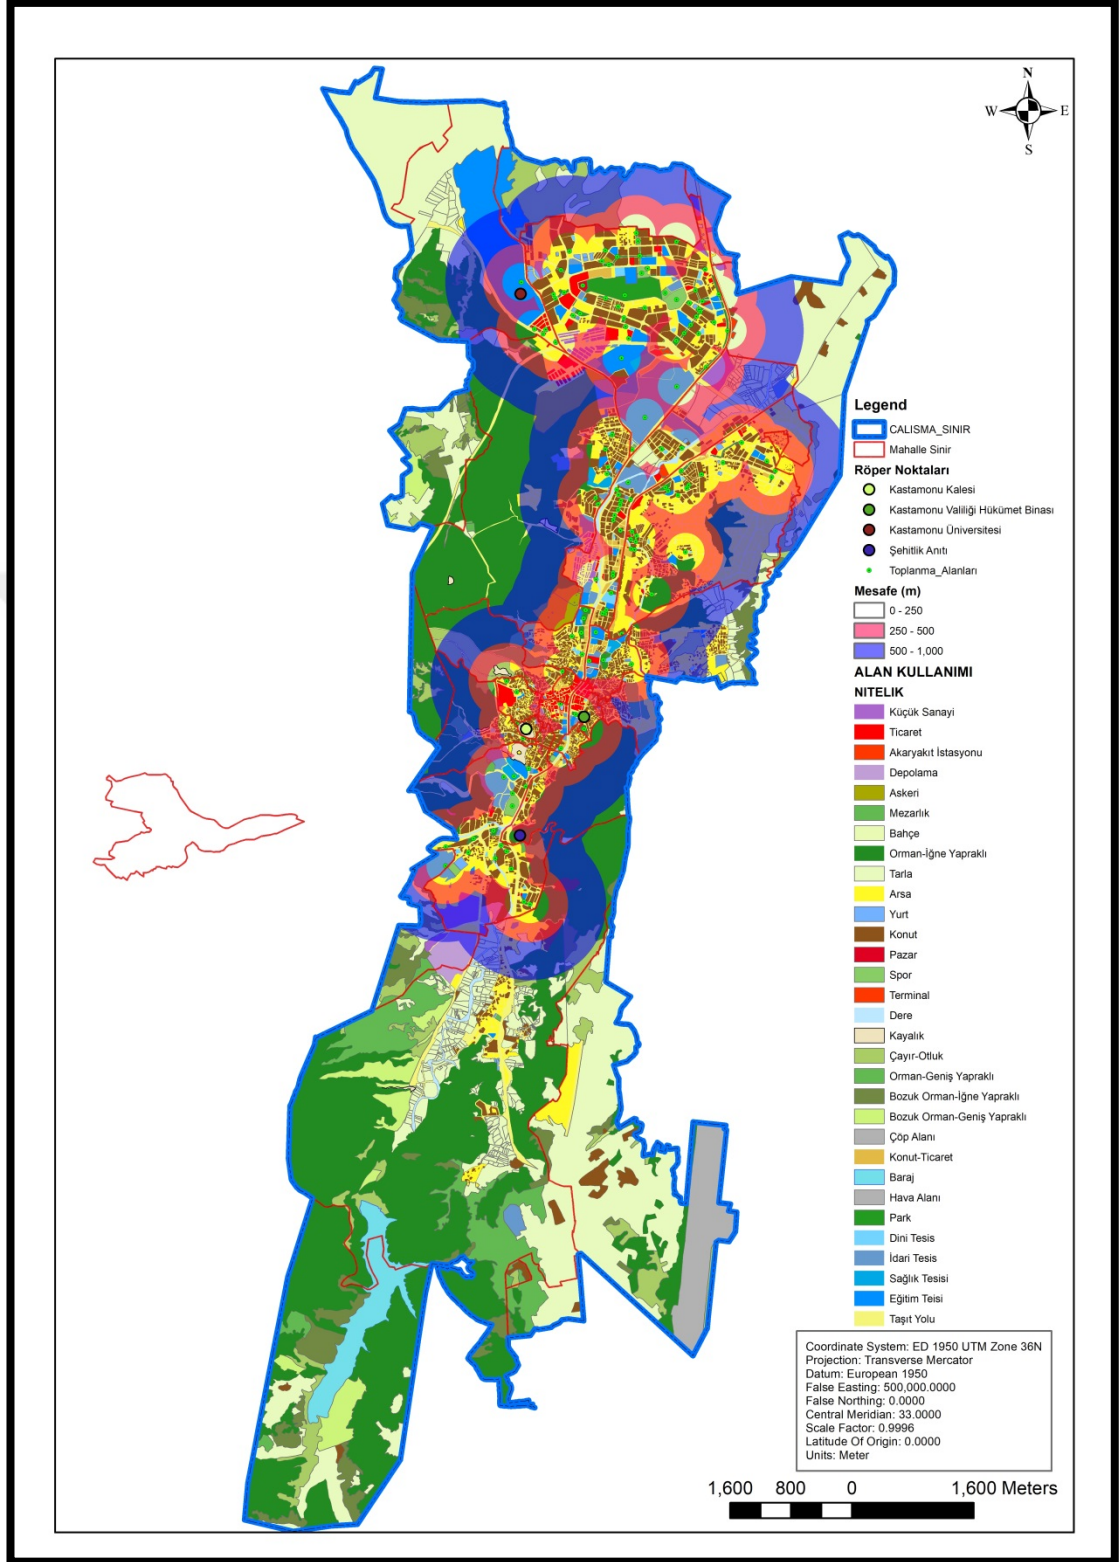 N
W E
S
Legend
CALISMA_SINIR
Mahalle Sinir
Röper Noktaları
Kastamonu Kalesi
Kastamonu Valiliği Hükümet Binası
Kastamonu Üniversitesi
Şehitlik Anıtı
Toplanma_Alanları
Mesafe (m)
0 - 250
250 - 500
500 - 1,000
ALAN KULLANIMI
NITELIK
Küçük Sanayi
Ticaret
Akaryakıt İstasyonu
Depolama
Askeri
Mezarlık
Bahçe
Orman-İğne Yapraklı
Tarla
Arsa
Yurt
Konut
Pazar
Spor
Terminal
Dere
Kayalık
Çayır-Otluk
Orman-Geniş Yapraklı
Bozuk Orman-İğne Yapraklı
Bozuk Orman-Geniş Yapraklı
Çöp Alanı
Konut-Ticaret
Baraj
Hava Alanı
Park
Dini Tesis
İdari Tesis
Sağlık Tesisi
Eğitim Teisi
Taşıt Yolu
Coordinate System: ED 1950 UTM Zone 36N
Projection: Transverse Mercator
Datum: European 1950
False Easting: 500,000.0000
False Northing: 0.0000
Central Meridian: 33.0000
Scale Factor: 0.9996
Latitude Of Origin: 0.0000
Units: Meter
1,600 800 0 1,600 Meters